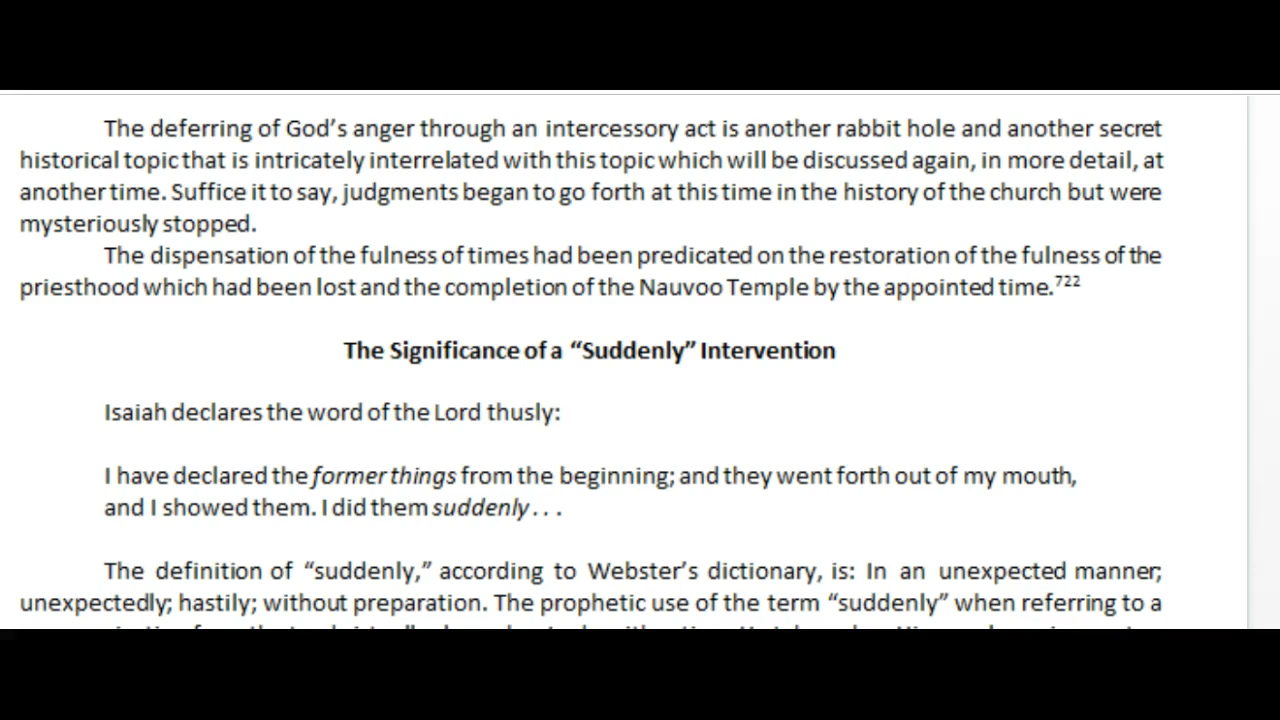 The deferring of God’s anger through an intercessory act is another rabbit hole and another secret
historical topic that is intricately interrelated with this topic which will be discussed again, in more detail, at
another time. Suffice it to say, judgments began to go forth at this time in the history of the church but were
mysteriously stopped.
The dispensation of the fulness of times had been predicated on the restoration of the fulness of the
priesthood which had been lost and the completion of the Nauvoo Temple by the appointed time.722
The Significance of a “Suddenly” Intervention
Isaiah declares the word of the Lord thusly:
I have declared the former things from the beginning; and they went forth out of my mouth,
and I showed them. I did them suddenly . . .
The definition of “suddenly,” according to Webster’s dictionary, is: In an unexpected manner;
unexpectedly; hastily; without preparation. The prophetic use of the term “suddenly” when referring to a